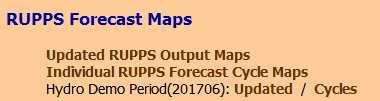 RUPPS Forecast Maps
Updated RUPPS Output Maps
Individual RUPPS Forecast Cycle Maps
Hydro Demo Period(201706): Updated / Cycles